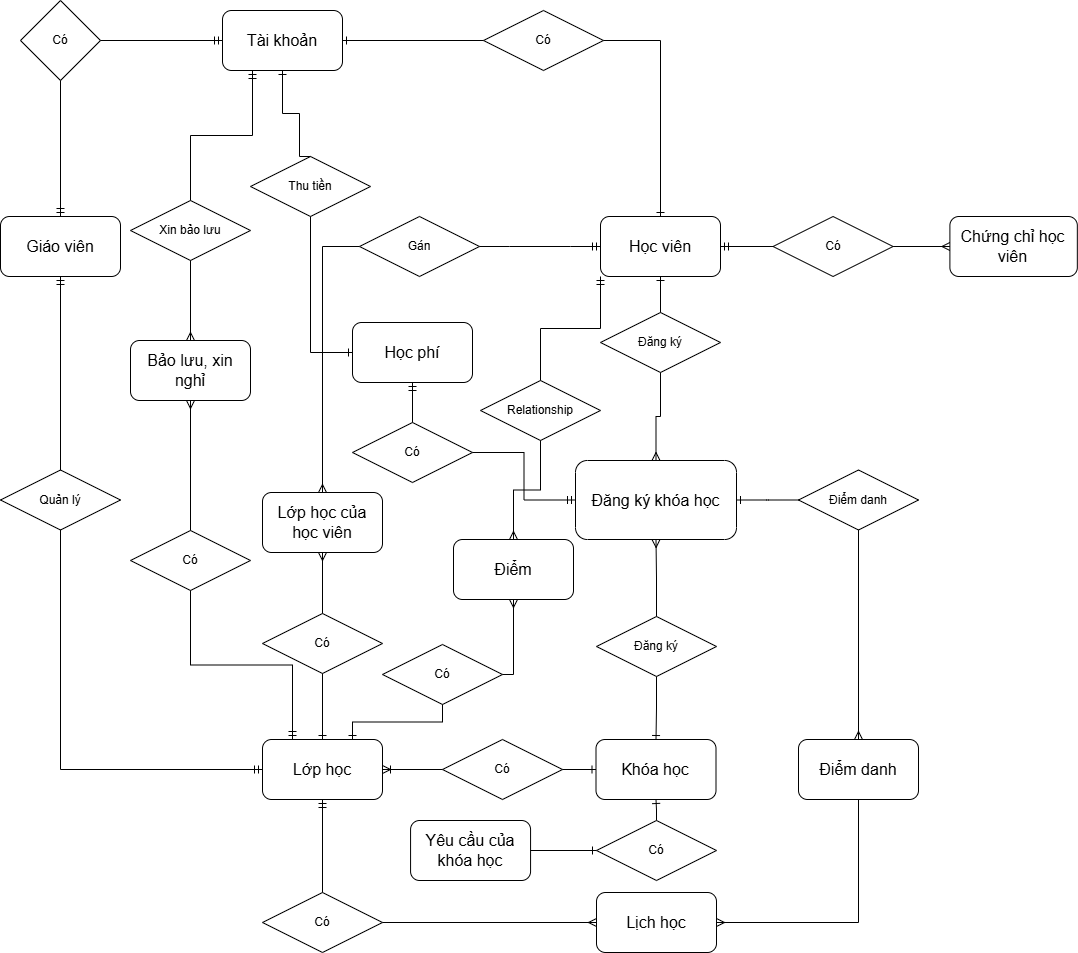 Có
Tài khoản
Có
Thu tiền
Xin bảo lưu
Giáo viên
Gán
Học viên
Có
Chứng chỉ học
viên
Bảo lưu, xin
nghỉ
Học phí
Đăng ký
Relationship
Có
Quản lý
Lớp học của
học viên
Đăng ký khóa học
Điểm danh
Có
Điểm
Có
Có
Đăng ký
Lớp học
Có
Khóa học
Điểm danh
Yêu cầu của
khóa học
Có
Có
Lịch học